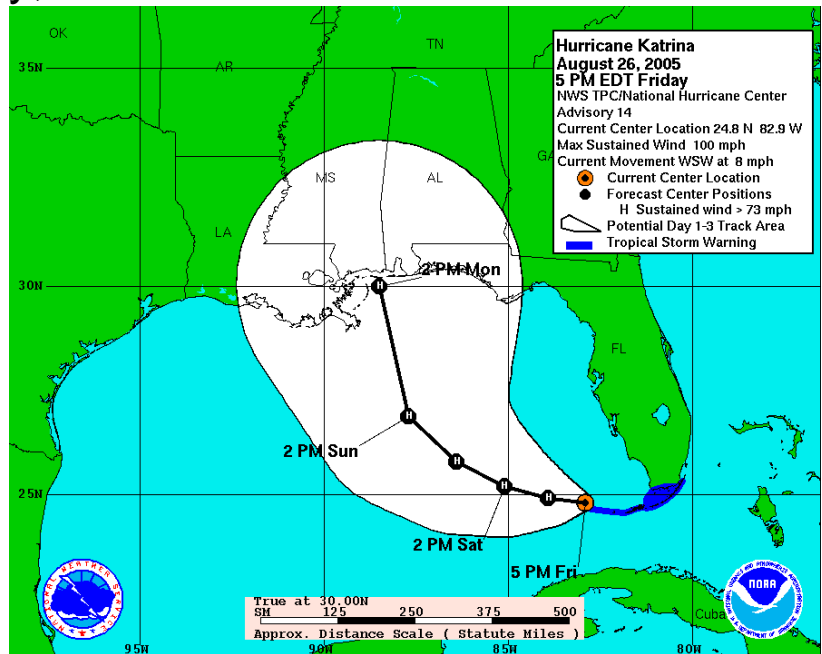 OK
TN
AR
35N
Hurricane Katrina
August 26, 2005
5 PM EDT Friday
NWS TPC/National Hurricane Center
Advisory 14
Current Center Location 24.8 N 82.9 W
Max Sustained Wind 100 mph
Current Movement WSW at 8 mph
Current Center Location
Forecast Center Positions
H Sustained wind > 73 mph
Potential Day 1-3 Track Area
Tropical Storm Warning
MS
AL
GA
LA
2 PM Mon
30N
H
FL
H
2 PM Sun
H
25N
H
H
2 PM Sat
5 PM Fri
NATIONAL WEATHER SERVICE
True at 30.00N
SM 125 250 375 500
Approx. Distance Scale ( Statute Miles )
Cuba
NOAA
95W
90W
85W
80W